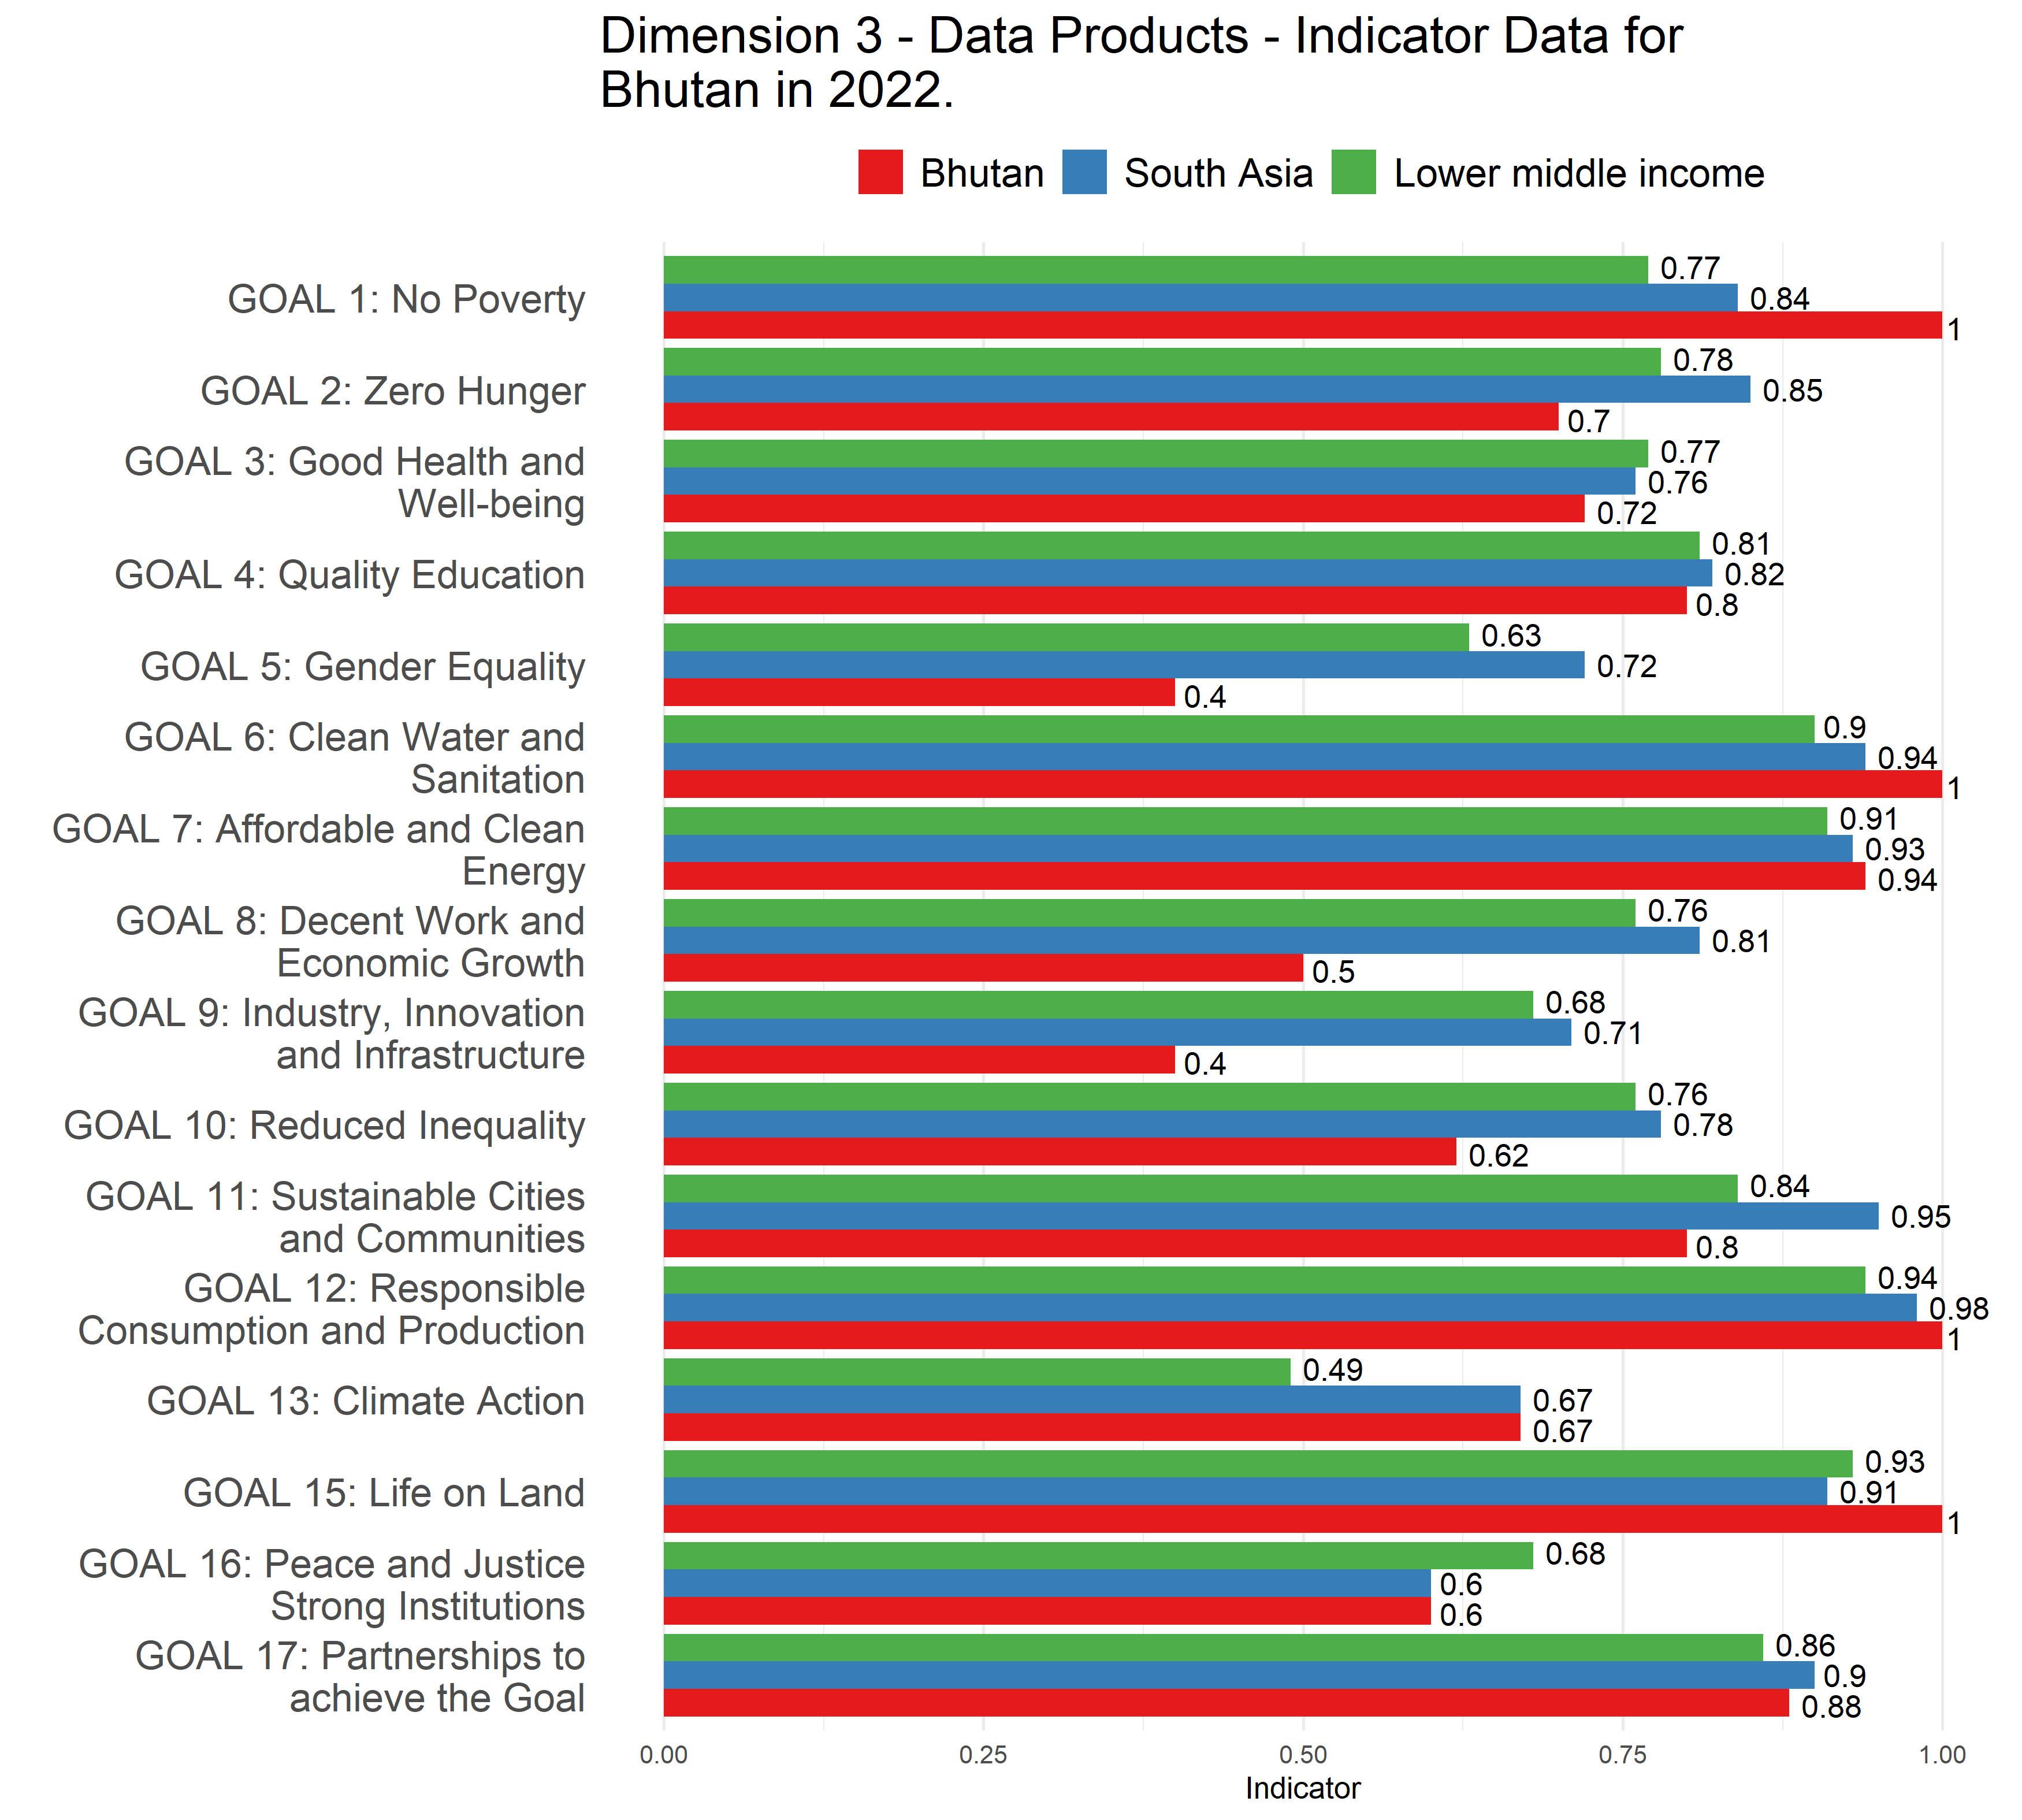 Dimension 3 - Data Products - Indicator Data for
Bhutan in 2022.
Bhutan South Asia Lower middle income
GOAL 1: No Poverty
0.77
0.84
1
GOAL 2: Zero Hunger
0.78
0.85
0.7
GOAL 3: Good Health and
Well-being
0.77
0.76
0.72
GOAL 4: Quality Education
0.81
0.82
0.8
GOAL 5: Gender Equality
0.63
0.72
0.4
GOAL 6: Clean Water and
Sanitation
0.9
0.94
1
GOAL 7: Affordable and Clean
Energy
0.91
0.93
0.94
GOAL 8: Decent Work and
Economic Growth
0.76
0.81
0.5
GOAL 9: Industry, Innovation
and Infrastructure
0.68
0.71
0.4
GOAL 10: Reduced Inequality
0.76
0.78
0.62
GOAL 11: Sustainable Cities
and Communities
0.84
0.95
0.8
GOAL 12: Responsible
Consumption and Production
0.94
0.98
1
GOAL 13: Climate Action
0.49
0.67
0.67
GOAL 15: Life on Land
0.93
0.91
1
GOAL 16: Peace and Justice
Strong Institutions
0.68
0.6
0.6
GOAL 17: Partnerships to
achieve the Goal
0.86
0.9
0.88
0.00 0.25 0.50 0.75 1.00
Indicator